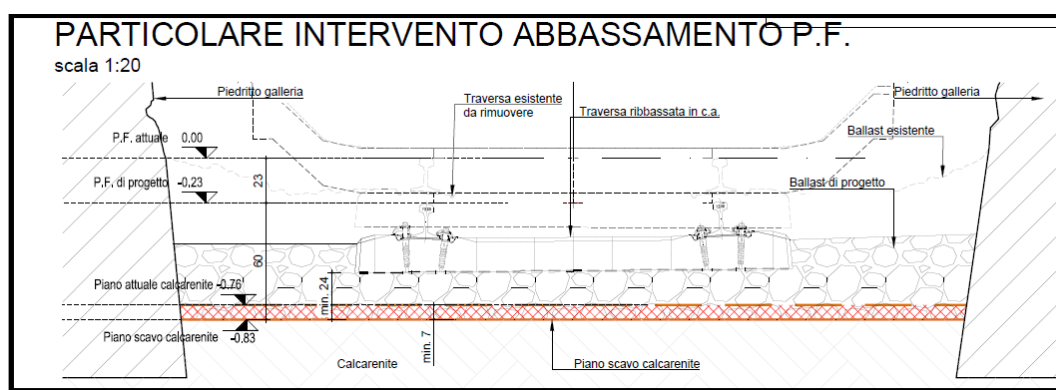 PARTICOLARE INTERVENTO ABBASSAMENTO P.F.
scala 1:20
Piedritto galleria
Traversa esistente
da rimuovere
Traversa ribbassata in c.a.
Piedritto galleria
Ballast esistente
P.F. attuale 0.00
P.F. di progetto -0.23
23
Ballast di progetto
60
Piano attuale calcarenite -0.76
min. 24
Piano scavo calcarenite -0.83
min. 7
Calcarenite
Piano scavo calcarenite